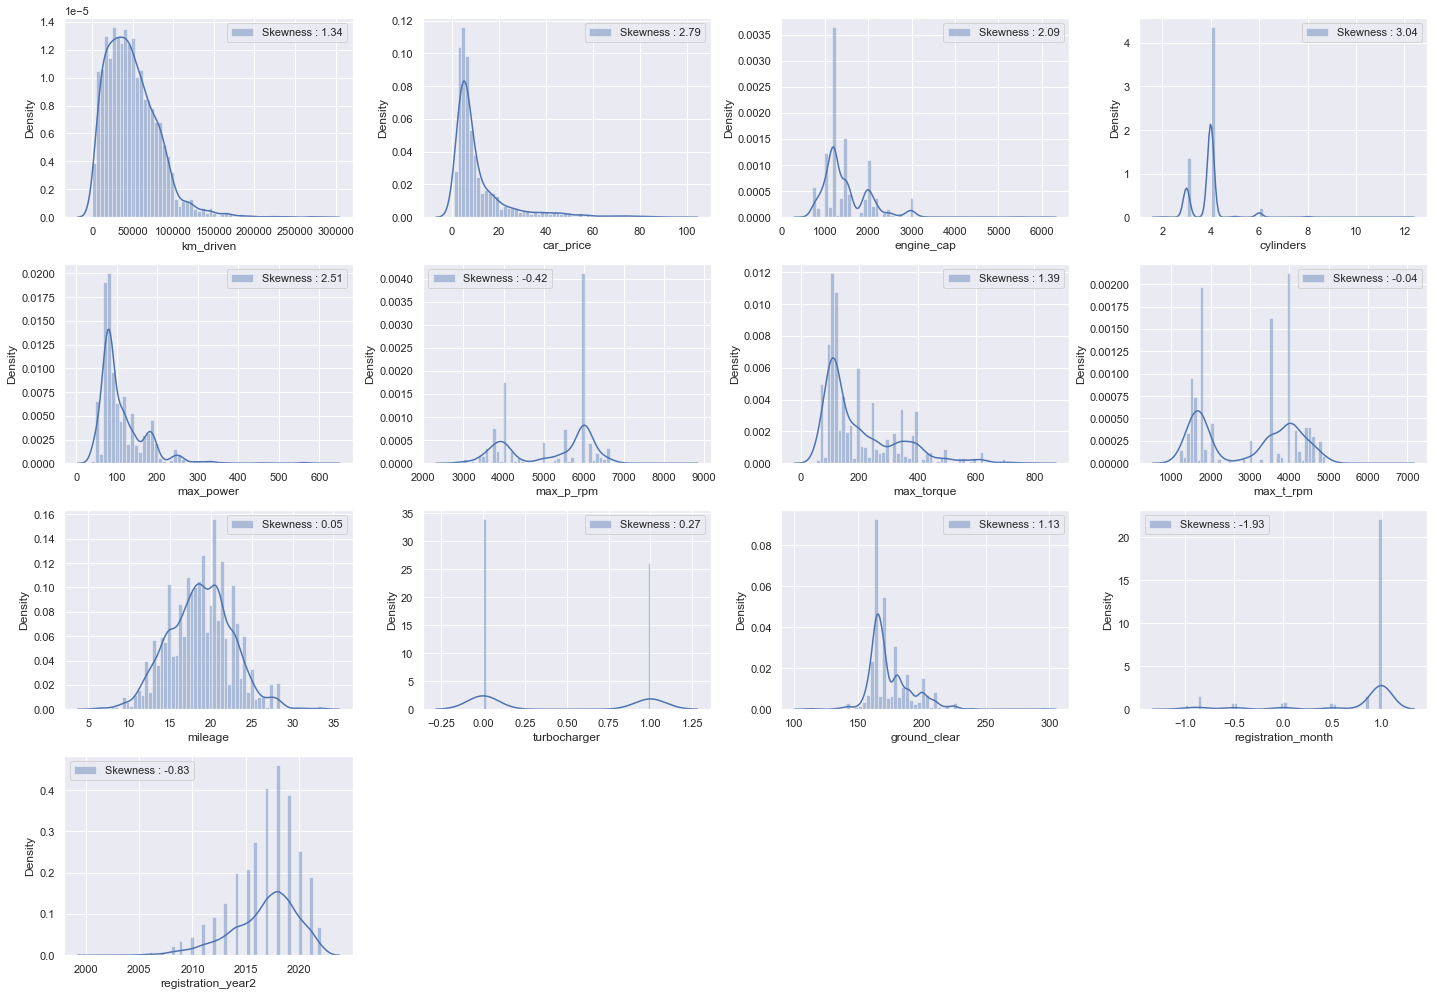 1e−5
Skewness : 1.34
1.4
1.2
1.0
0.8
0.6
0.4
0.2
0.0
Density
0 50000 100000 150000 200000 250000 300000
km_driven
Skewness : 2.79
0.12
0.10
0.08
0.06
0.04
0.02
0.00
Density
0 20 40 60 80 100
car_price
Skewness : 2.09
0.0035
0.0030
0.0025
0.0020
0.0015
0.0010
0.0005
0.0000
Density
0 1000 2000 3000 4000 5000 6000
engine_cap
Skewness : 3.04
4
3
2
1
0
Density
2 4 6 8 10 12
cylinders
Skewness : 2.51
0.0200
0.0175
0.0150
0.0125
0.0100
0.0075
0.0050
0.0025
0.0000
Density
0 100 200 300 400 500 600
max_power
Skewness : -0.42
0.0040
0.0035
0.0030
0.0025
0.0020
0.0015
0.0010
0.0005
0.0000
Density
2000 3000 4000 5000 6000 7000 8000 9000
max_p_rpm
Skewness : 1.39
0.012
0.010
0.008
0.006
0.004
0.002
0.000
Density
0 200 400 600 800
max_torque
Skewness : -0.04
0.00200
0.00175
0.00150
0.00125
0.00100
0.00075
0.00050
0.00025
0.00000
Density
1000 2000 3000 4000 5000 6000 7000
max_t_rpm
Skewness : 0.05
0.16
0.14
0.12
0.10
0.08
0.06
0.04
0.02
0.00
Density
5 10 15 20 25 30 35
mileage
Skewness : 0.27
35
30
25
20
15
10
5
0
Density
−0.25 0.00 0.25 0.50 0.75 1.00 1.25
turbocharger
Skewness : 1.13
0.08
0.06
0.04
0.02
0.00
Density
100 150 200 250 300
ground_clear
Skewness : -1.93
20
15
10
5
0
Density
−1.0 −0.5 0.0 0.5 1.0
registration_month
Skewness : -0.83
0.4
0.3
0.2
0.1
0.0
Density
2000 2005 2010 2015 2020
registration_year2